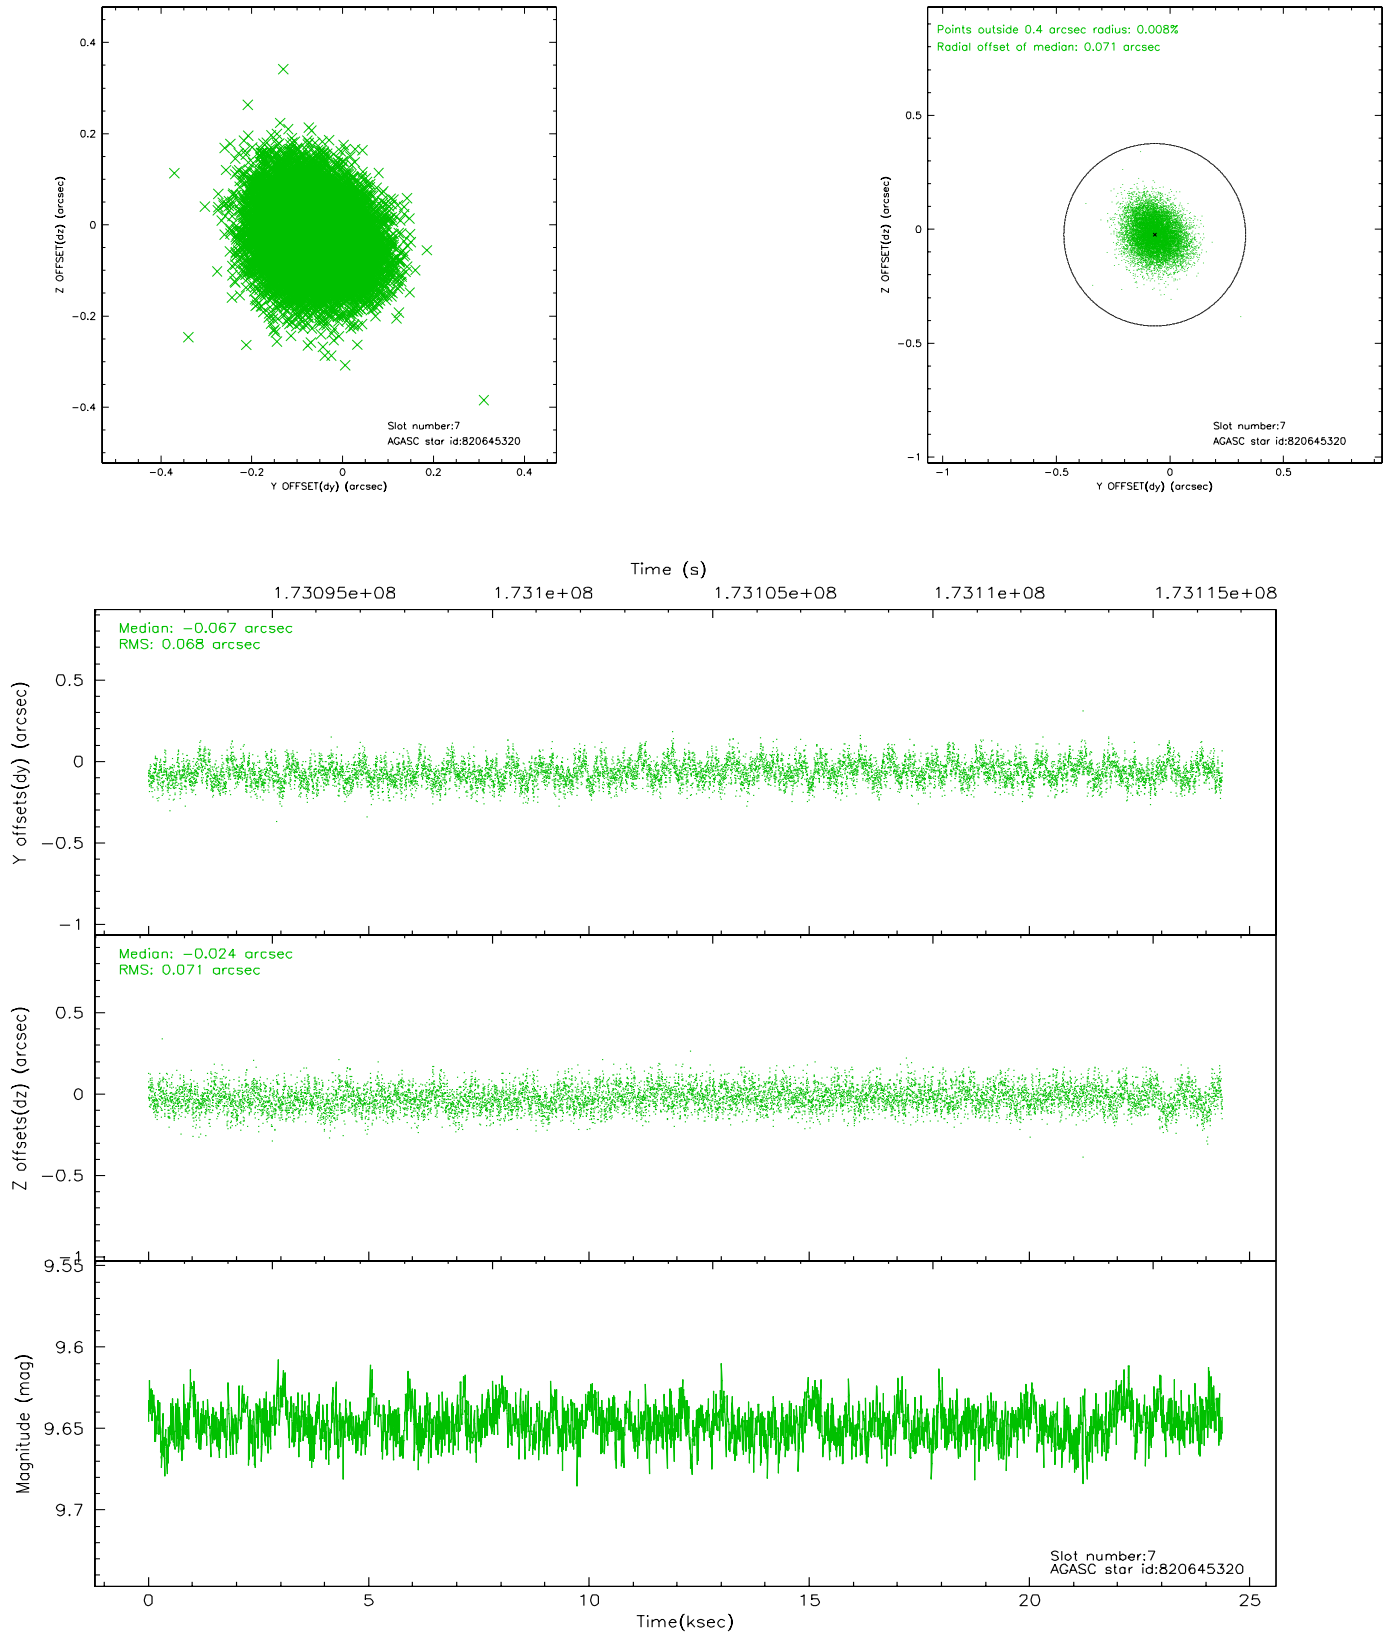 0.4
0.2
0
−0.2
−0.4
Z OFFSET(dz) (arcsec)
−0.4 −0.2 0 0.2 0.4
Y OFFSET(dy) (arcsec)
Slot number:7
AGASC star id:820645320
Points outside 0.4 arcsec radius: 0.008%
Radial offset of median: 0.071 arcsec
0.5
0
−0.5
−1
Z OFFSET(dz) (arcsec)
−1 −0.5 0 0.5
Y OFFSET(dy) (arcsec)
Slot number:7
AGASC star id:820645320
Time (s)
1.73095e+08 1.731e+08 1.73105e+08 1.7311e+08 1.73115e+08
Median: −0.067 arcsec
RMS: 0.068 arcsec
0.5
0
−0.5
−1
Y offsets(dy) (arcsec)
Median: −0.024 arcsec
RMS: 0.071 arcsec
0.5
0
−0.5
−1
Z offsets(dz) (arcsec)
9.55
9.6
9.65
9.7
Magnitude (mag)
Slot number:7
AGASC star id:820645320
0 5 10 15 20 25
Time(ksec)